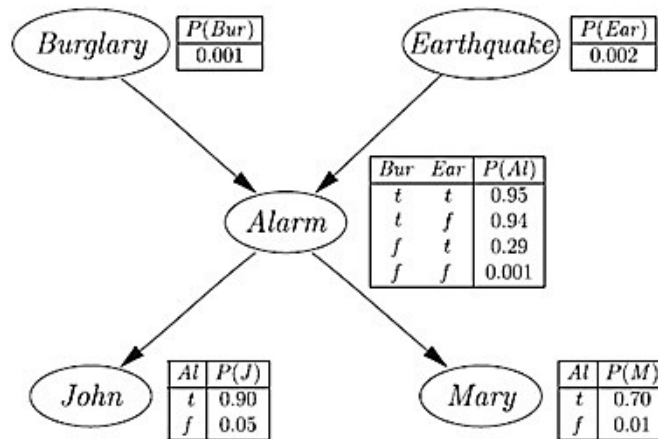 Burglary
P(Bur)
0.001
Earthquake
P(Ear)
0.002
Alarm
Bur Ear P(Al)
t t 0.95
t f 0.94
f t 0.29
f f 0.001
John
Al P(J)
t 0.90
f 0.05
Mary
Al P(M)
t 0.70
f 0.01